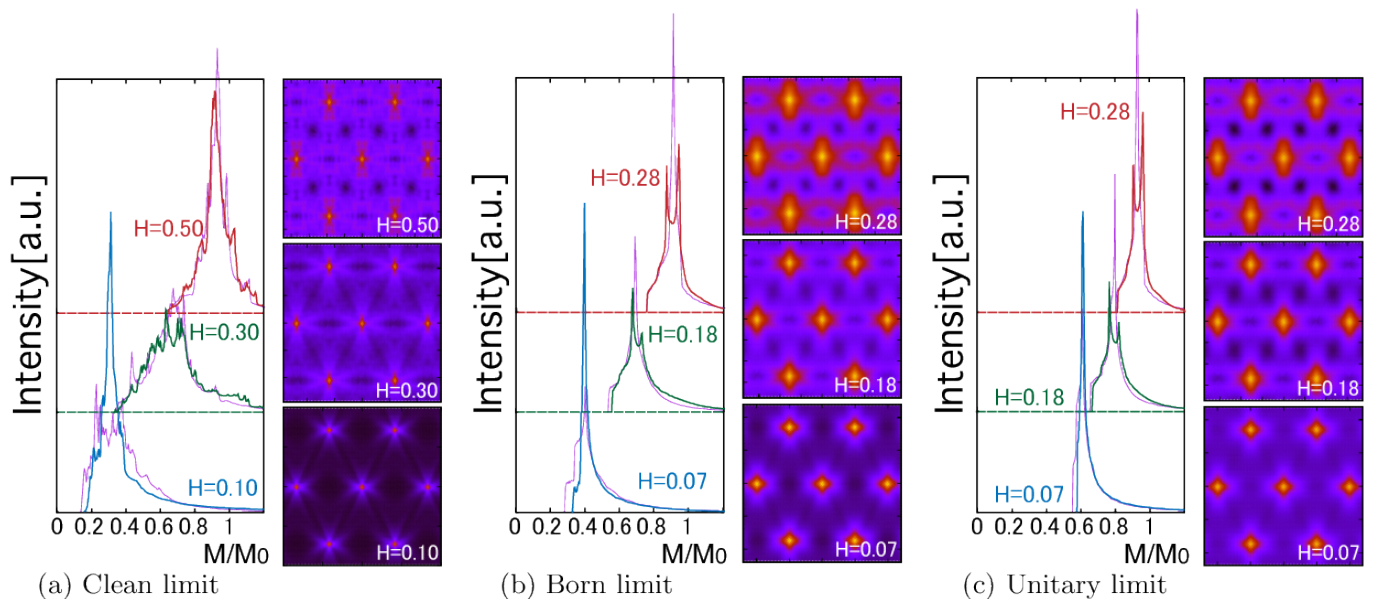 Intensity[a.u.]
H=0.50
H=0.30
H=0.10
0 0.2 0.4 0.6 0.8 1
M/M0
H=0.50
H=0.30
H=0.10
(a) Clean limit
Intensity[a.u.]
H=0.28
H=0.18
H=0.07
0 0.2 0.4 0.6 0.8 1
M/M0
H=0.28
H=0.18
H=0.07
(b) Born limit
Intensity[a.u.]
H=0.28
H=0.18
H=0.07
0 0.2 0.4 0.6 0.8 1
M/M0
H=0.28
H=0.18
H=0.07
(c) Unitary limit